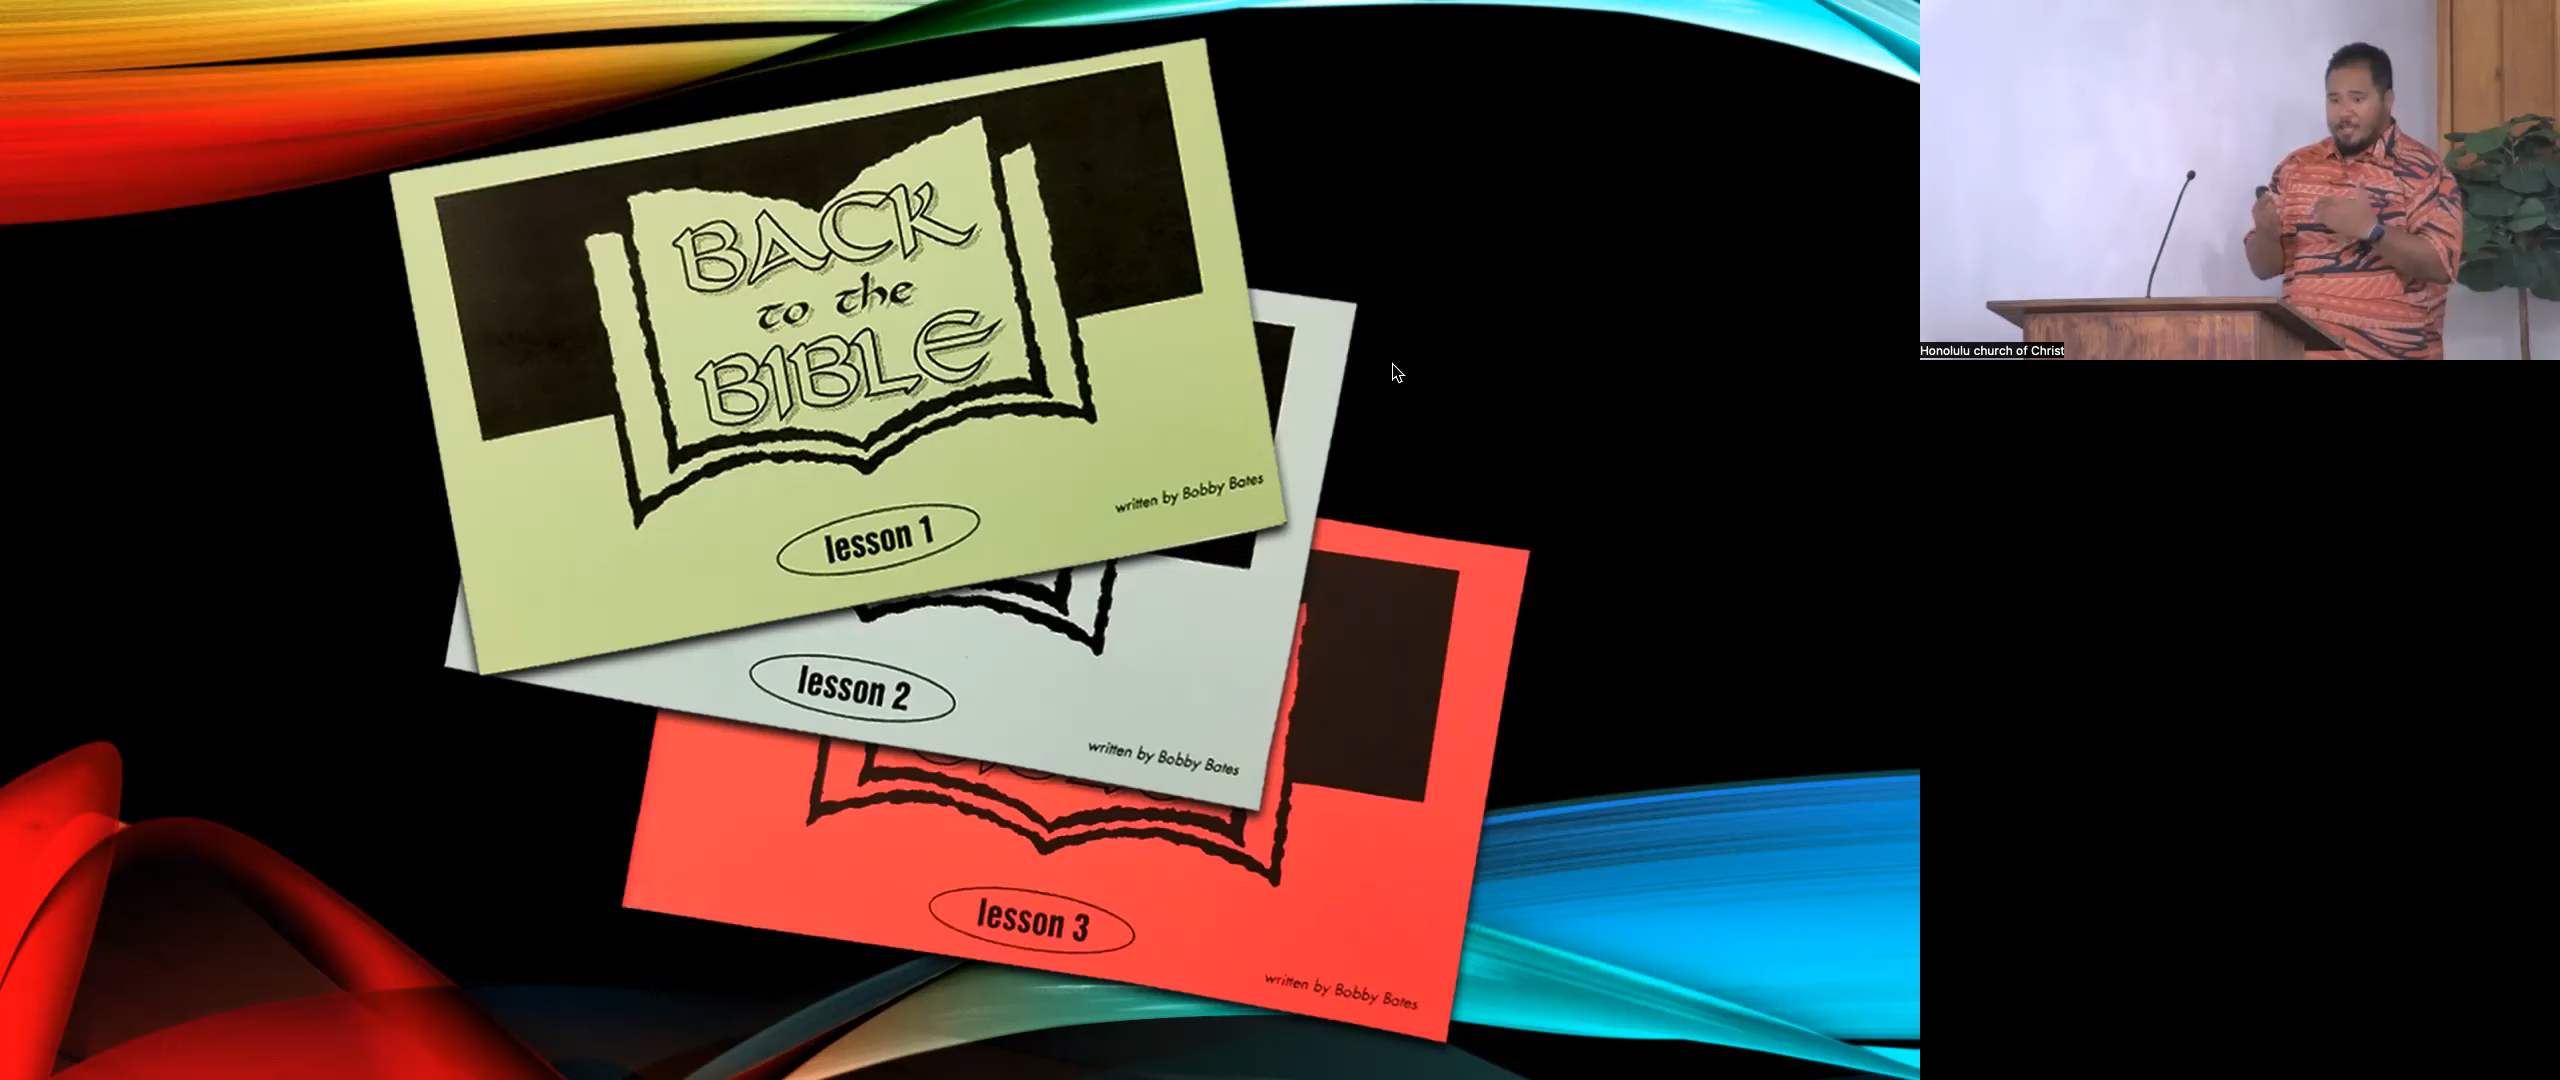 BACK
to the
BIBLE
written by Bobby Bates
lesson 1
lesson 2
written by Bobby Bates
lesson 3
written by Bobby Bates
Honolulu church of Christ